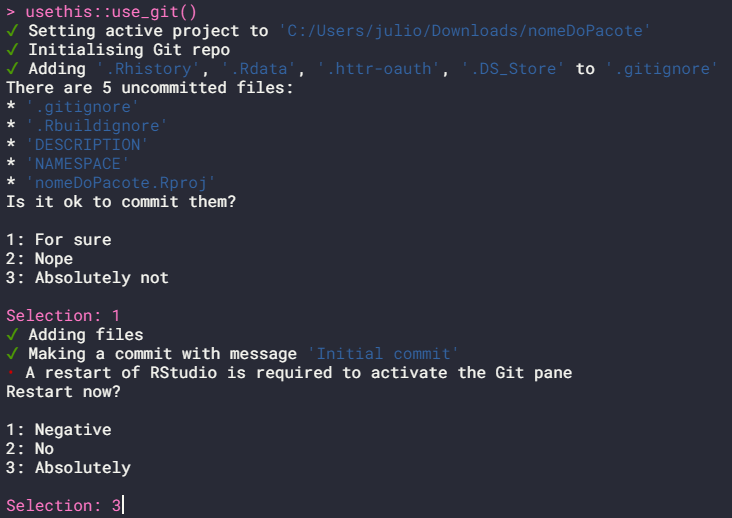 > usethis::use_git()
✓ Setting active project to 'C:/Users/julio/Downloads/nomeDoPacote'
✓ Initialising Git repo
✓ Adding '.Rhistory', '.Rdata', '.httr-oauth', '.DS_Store' to '.gitignore'
There are 5 uncommitted files:
* '.gitignore'
* '.Rbuildignore'
* 'DESCRIPTION'
* 'NAMESPACE'
* 'nomeDoPacote.Rproj'
Is it ok to commit them?

1: For sure
2: Nope
3: Absolutely not

Selection: 1
✓ Adding files
✓ Making a commit with message 'Initial commit'
• A restart of RStudio is required to activate the Git pane
Restart now?

1: Negative
2: No
3: Absolutely

Selection: 3